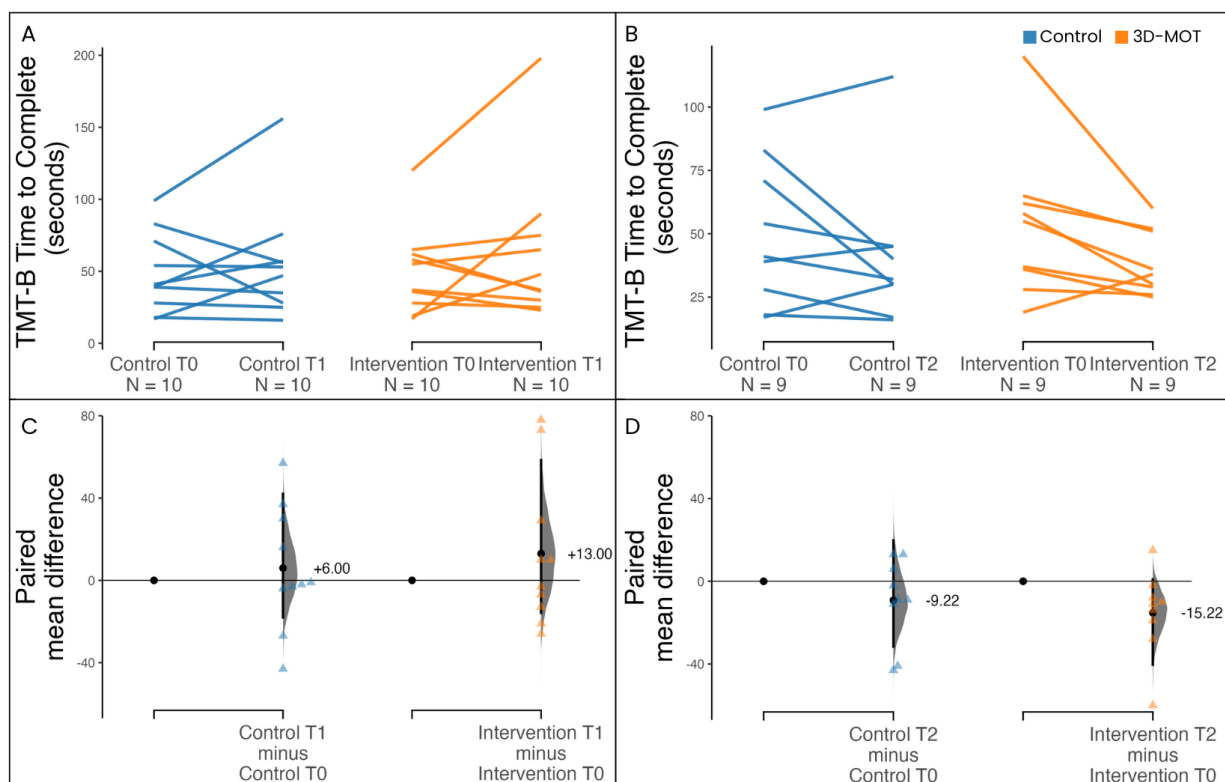 A
TMT-B Time to Complete
(seconds)
200
150
100
50
0
Control T0
N = 10
Control T1
N = 10
Intervention T0
N = 10
Intervention T1
N = 10
B
Control
3D-MOT
TMT-B Time to Complete
(seconds)
100
75
50
25
Control T0
N = 9
Control T2
N = 9
Intervention T0
N = 9
Intervention T2
N = 9
C
Paired
mean difference
80
40
0
-40
+6.00
+13.00
Control T1
minus
Control T0
Intervention T1
minus
Intervention T0
D
Paired
mean difference
80
40
0
-40
-9.22
-15.22
Control T2
minus
Control T0
Intervention T2
minus
Intervention T0